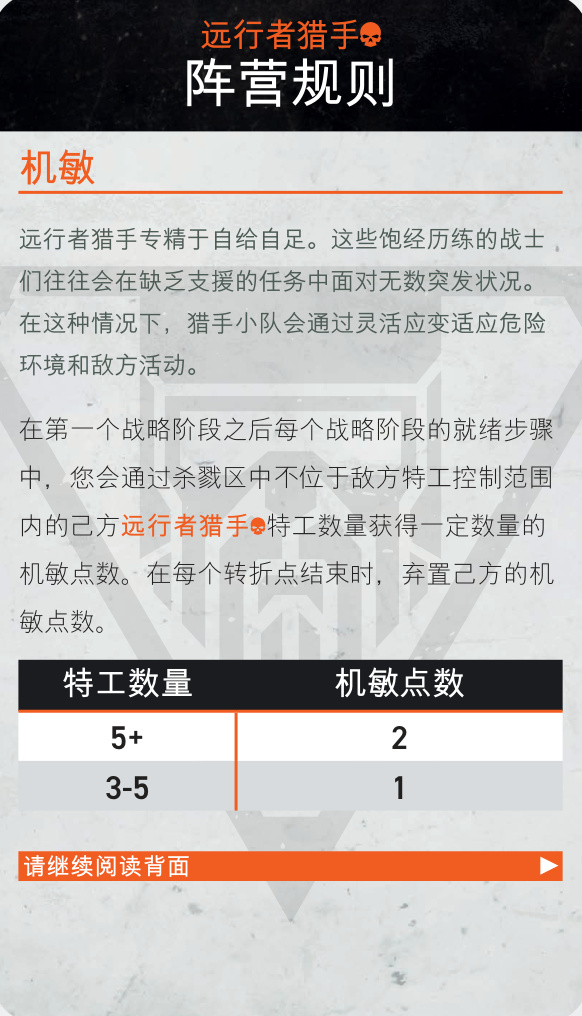 远行者猎手
阵营规则
机敏
远行者猎手专精于自给自足。这些饱经历练的战士
们往往会在缺乏支援的任务中面对无数突发状况。
在这种情况下，猎手小队会通过灵活应变适应危险
环境和敌方活动。
在第一个战略阶段之后每个战略阶段的就绪步骤
中，您会通过杀戮区中不位于敌方特工控制范围
内的己方远行者猎手特工数量获得一定数量的
机敏点数。在每个转折点结束时，弃置己方的机
敏点数。
特工数量 机敏点数
5+ 2
3-5 1
请继续阅读背面